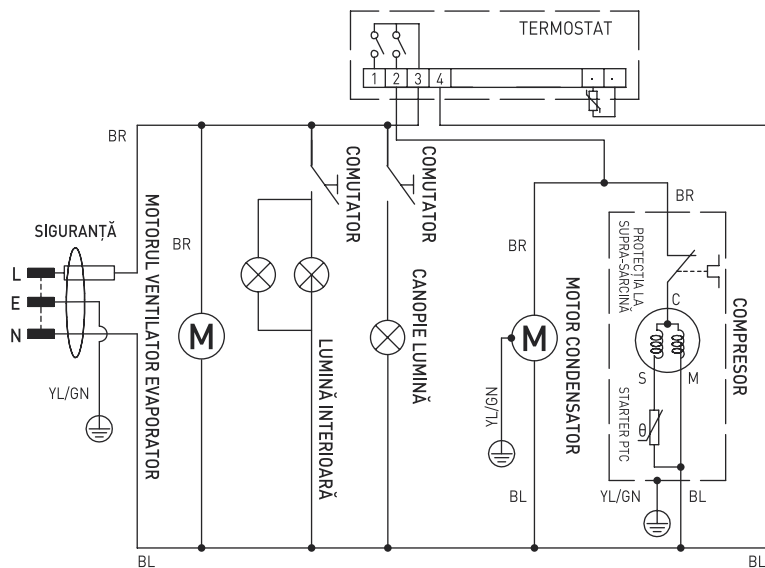 TERMOSTAT
1 2 3 4
BR
SIGURANȚĂ
L
E
N
YL/GN
MOTORUL VENTILATOR EVAPORATOR
BR
M
COMUTATOR
LUMINĂ INTERIOARĂ
COMUTATOR
CANOPIE LUMINĂ
BR
M
YL/GN
MOTOR CONDENSATOR
BL
BR
PROTECȚIA LA
SUPRA-SĂRCINĂ
C
S
M
STARTER PTC
θ
COMPRESOR
YL/GN
BL
BL
BL